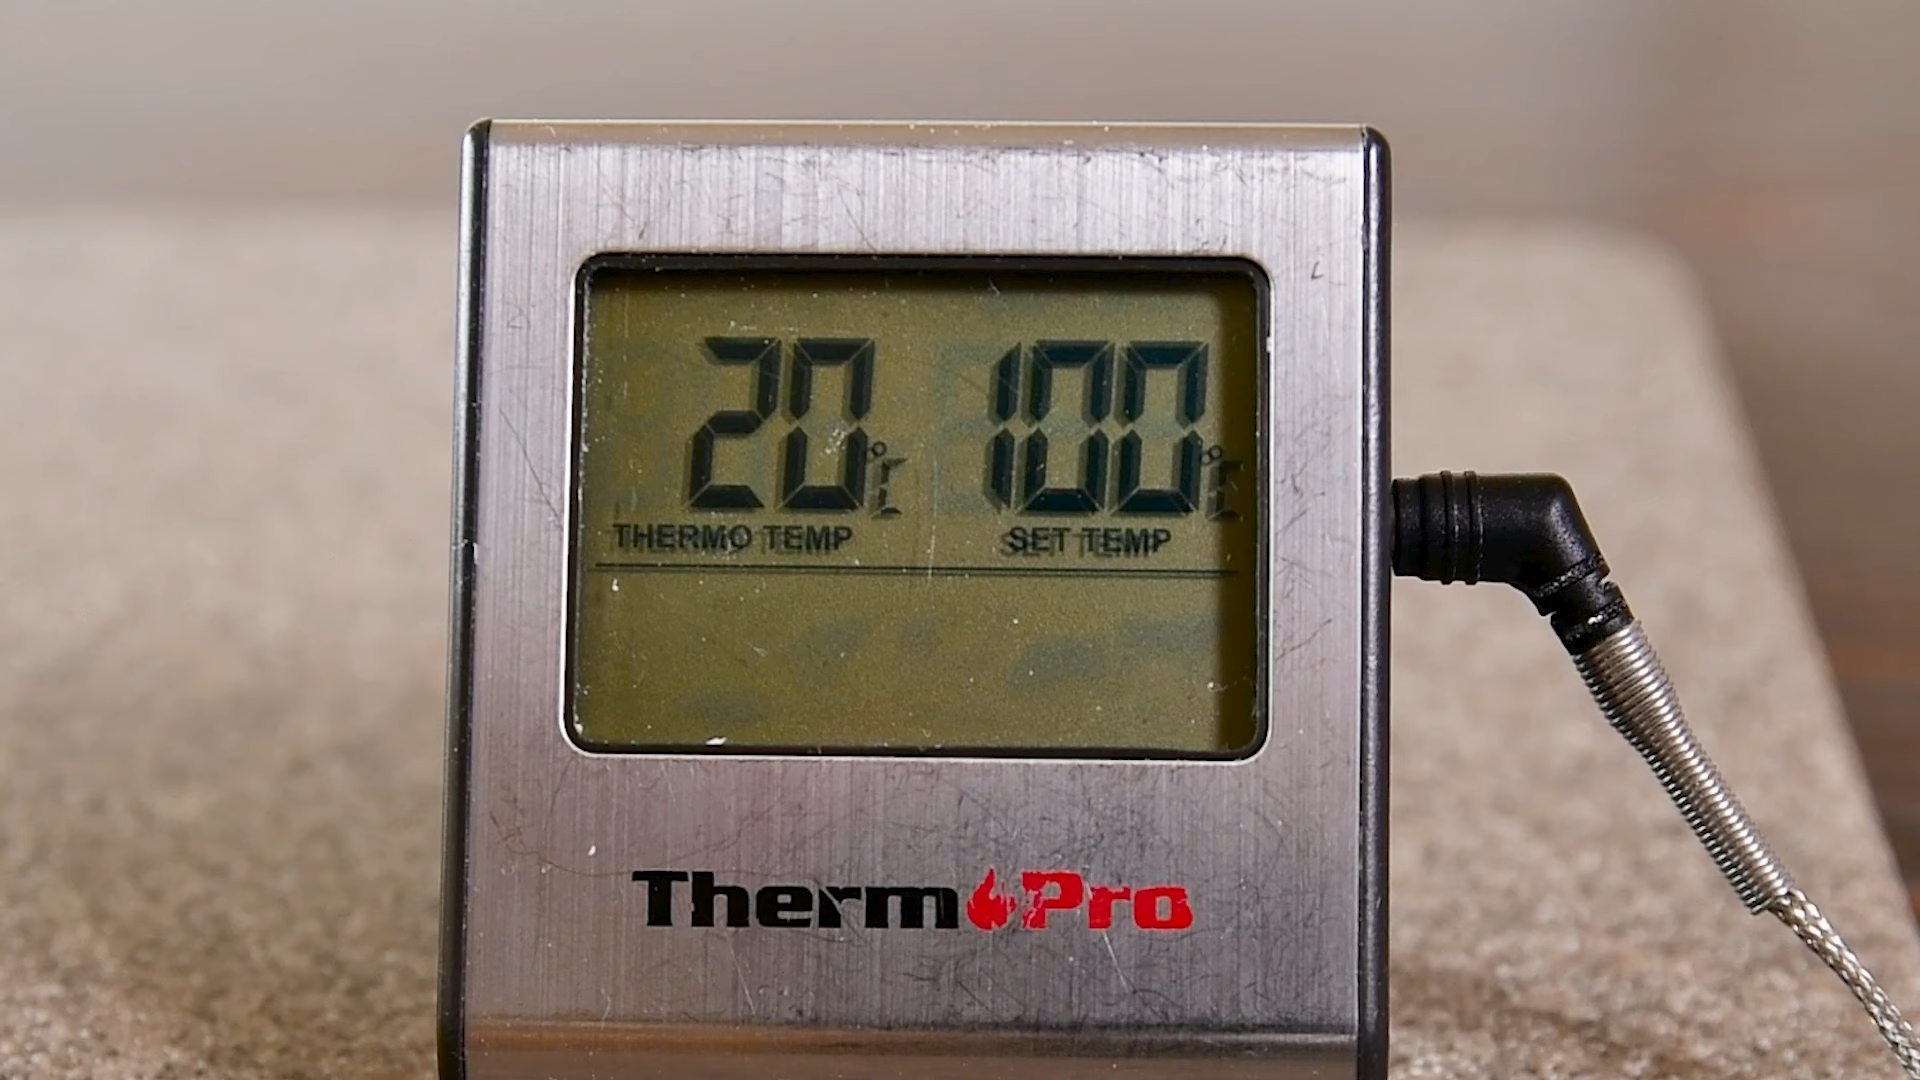 20°C 100°C
THERMO TEMP SET TEMP
ThermoPro